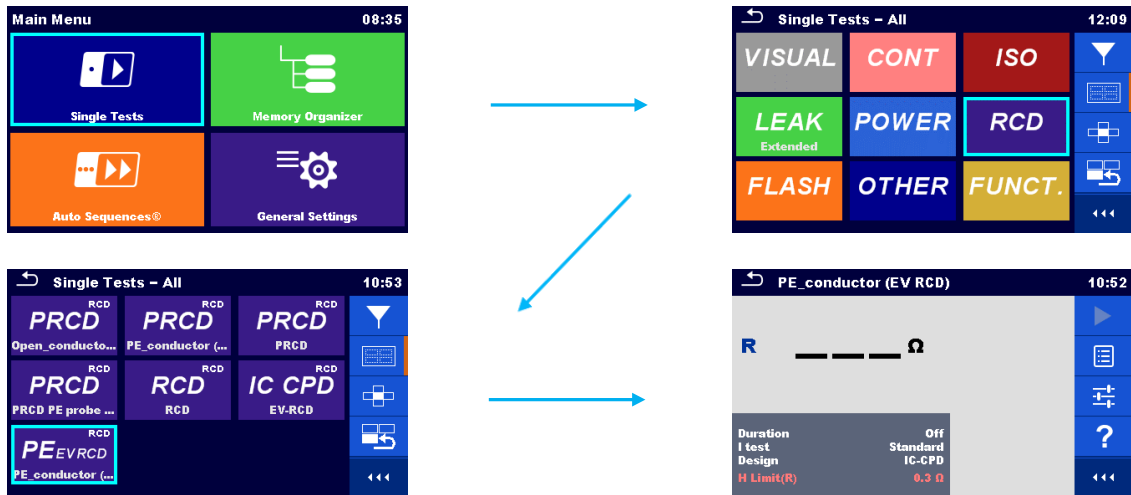 Main Menu 08:35
Single Tests
Memory Organizer
Auto Sequences®
General Settings
Single Tests – All 12:09
VISUAL CONT ISO
LEAK POWER RCD
Extended
FLASH OTHER FUNCT.
Single Tests – All 10:53
RCD RCD RCD
PRCD PRCD PRCD
Open_conducto... PE_conductor (... PRCD
RCD RCD RCD
PRCD RCD IC CPD
PRCD PE probe ... RCD EV-RCD
RCD
PE EV RCD
PE_conductor (...
PE_conductor (EV RCD) 10:52
R ___ Ω
Duration Off
I test Standard
Design IC-CPD
H Limit(R) 0.3 Ω
?